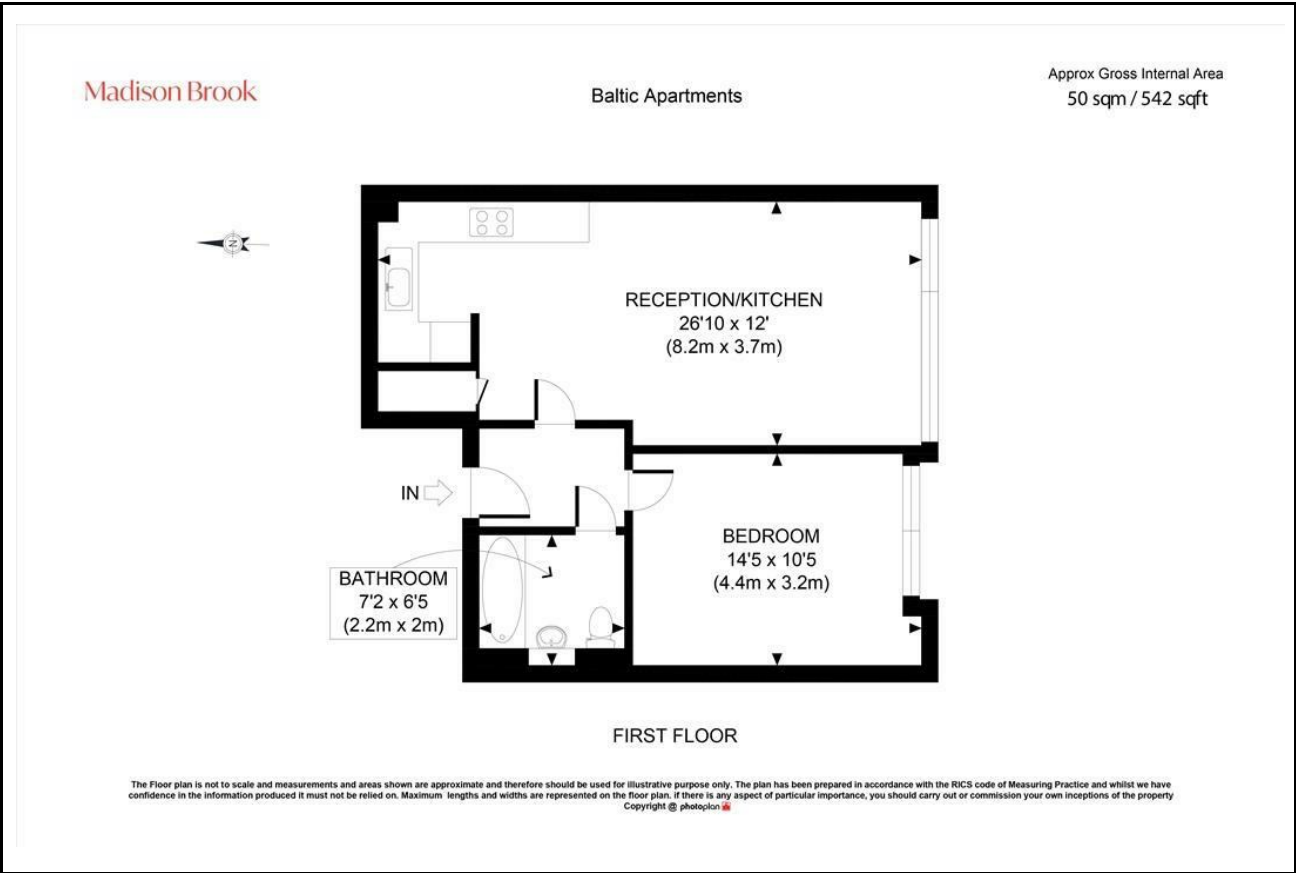 Madison Brook
Baltic Apartments
Approx Gross Internal Area
50 sqm / 542 sqft
N
RECEPTION/KITCHEN
26'10 x 12'
(8.2m x 3.7m)
IN
BEDROOM
14'5 x 10'5
(4.4m x 3.2m)
BATHROOM
7'2 x 6'5
(2.2m x 2m)
FIRST FLOOR
The Floor plan is not to scale and measurements and areas shown are approximate and therefore should be used for illustrative purpose only. The plan has been prepared in accordance with the RICS code of Measuring Practice and whilst we have
confidence in the information produced it must not be relied on. Maximum lengths and widths are represented on the floor plan. if there is any aspect of particular importance, you should carry out or commission your own inceptions of the property
Copyright @ photoplan